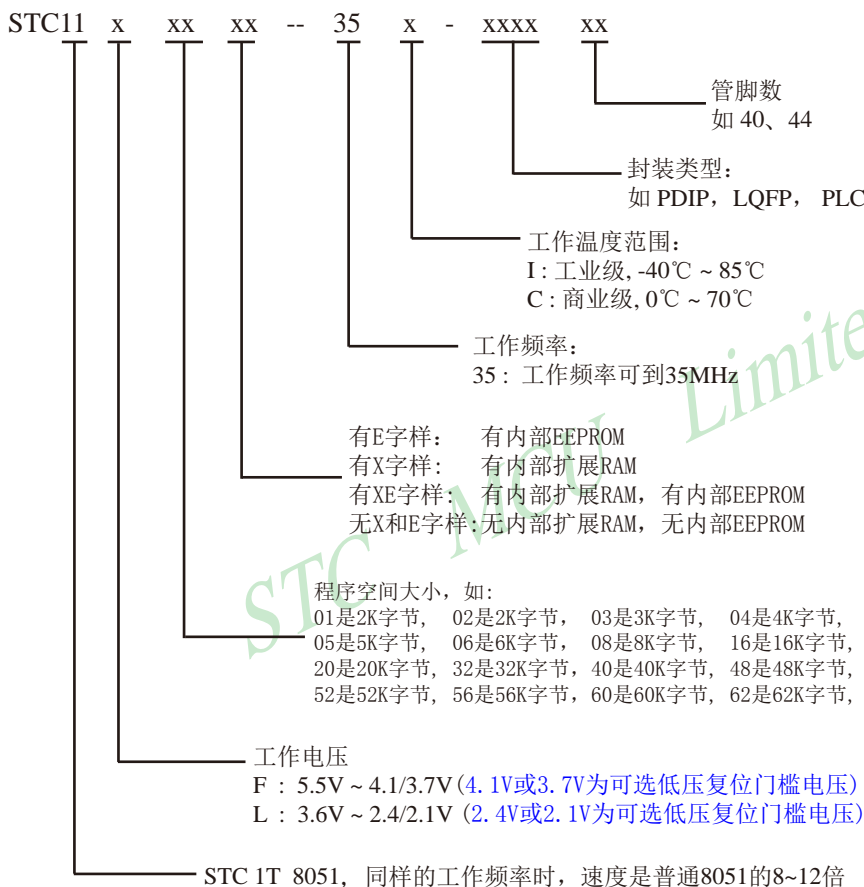 STC11 x xx xx -- 35 x - xxxx xx
管脚数
如 40、44
封装类型:
如 PDIP, LQFP, PLC
工作温度范围:
I : 工业级, -40℃ ~ 85℃
C : 商业级, 0℃ ~ 70℃
工作频率:
35 : 工作频率可到35MHz
有E字样: 有内部EEPROM
有X字样: 有内部扩展RAM
有XE字样: 有内部扩展RAM, 有内部EEPROM
无X和E字样:无内部扩展RAM, 无内部EEPROM
程序空间大小, 如:
01是2K字节, 02是2K字节, 03是3K字节, 04是4K字节,
05是5K字节, 06是6K字节, 08是8K字节, 16是16K字节,
20是20K字节, 32是32K字节, 40是40K字节, 48是48K字节,
52是52K字节, 56是56K字节, 60是60K字节, 62是62K字节,
工作电压
F : 5.5V ~ 4.1/3.7V (4.1V或3.7V为可选低压复位门槛电压)
L : 3.6V ~ 2.4/2.1V (2.4V或2.1V为可选低压复位门槛电压)
STC 1T 8051, 同样的工作频率时, 速度是普通8051的8~12倍
STC MCU Limite